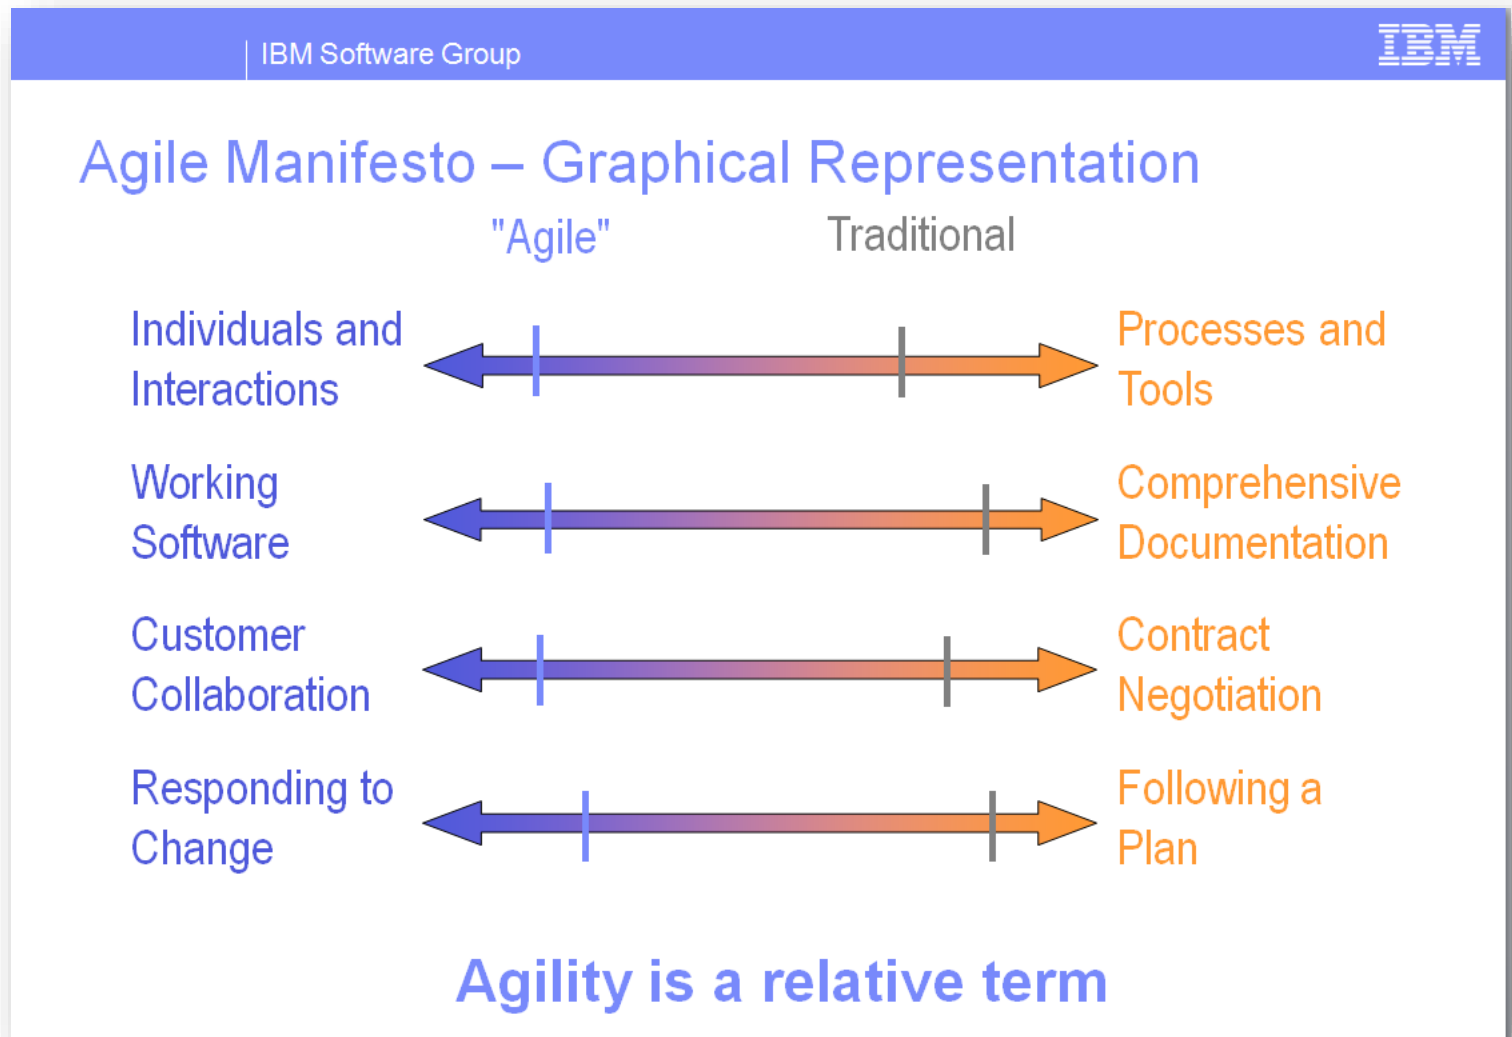 IBM Software Group
IBM
Agile Manifesto – Graphical Representation
"Agile"
Traditional
Individuals and
Interactions
Processes and
Tools
Working
Software
Comprehensive
Documentation
Customer
Collaboration
Contract
Negotiation
Responding to
Change
Following a
Plan
Agility is a relative term